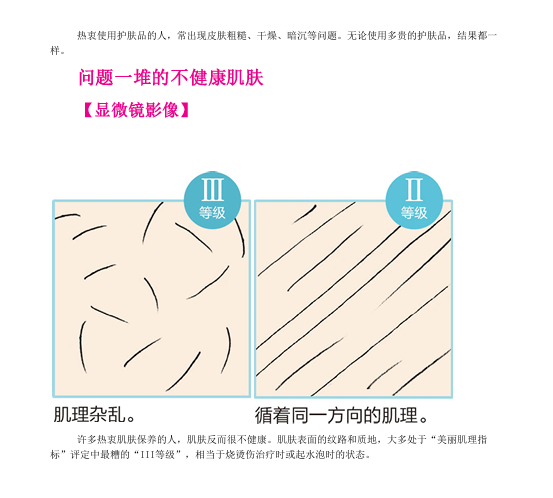 热衷使用护肤品的人，常出现皮肤粗糙、干燥、暗沉等问题。无论使用多贵的护肤品，结果都一
样。
问题一堆的不健康肌肤
【显微镜影像】
III
等级
II
等级
肌理杂乱。
循着同一方向的肌理。
许多热衷肌肤保养的人，肌肤反而很不健康。肌肤表面的纹路和质地，大多处于“美丽肌理指
标”评定中最糟的“III等级”，相当于烧烫伤治疗时或起水泡时的状态。